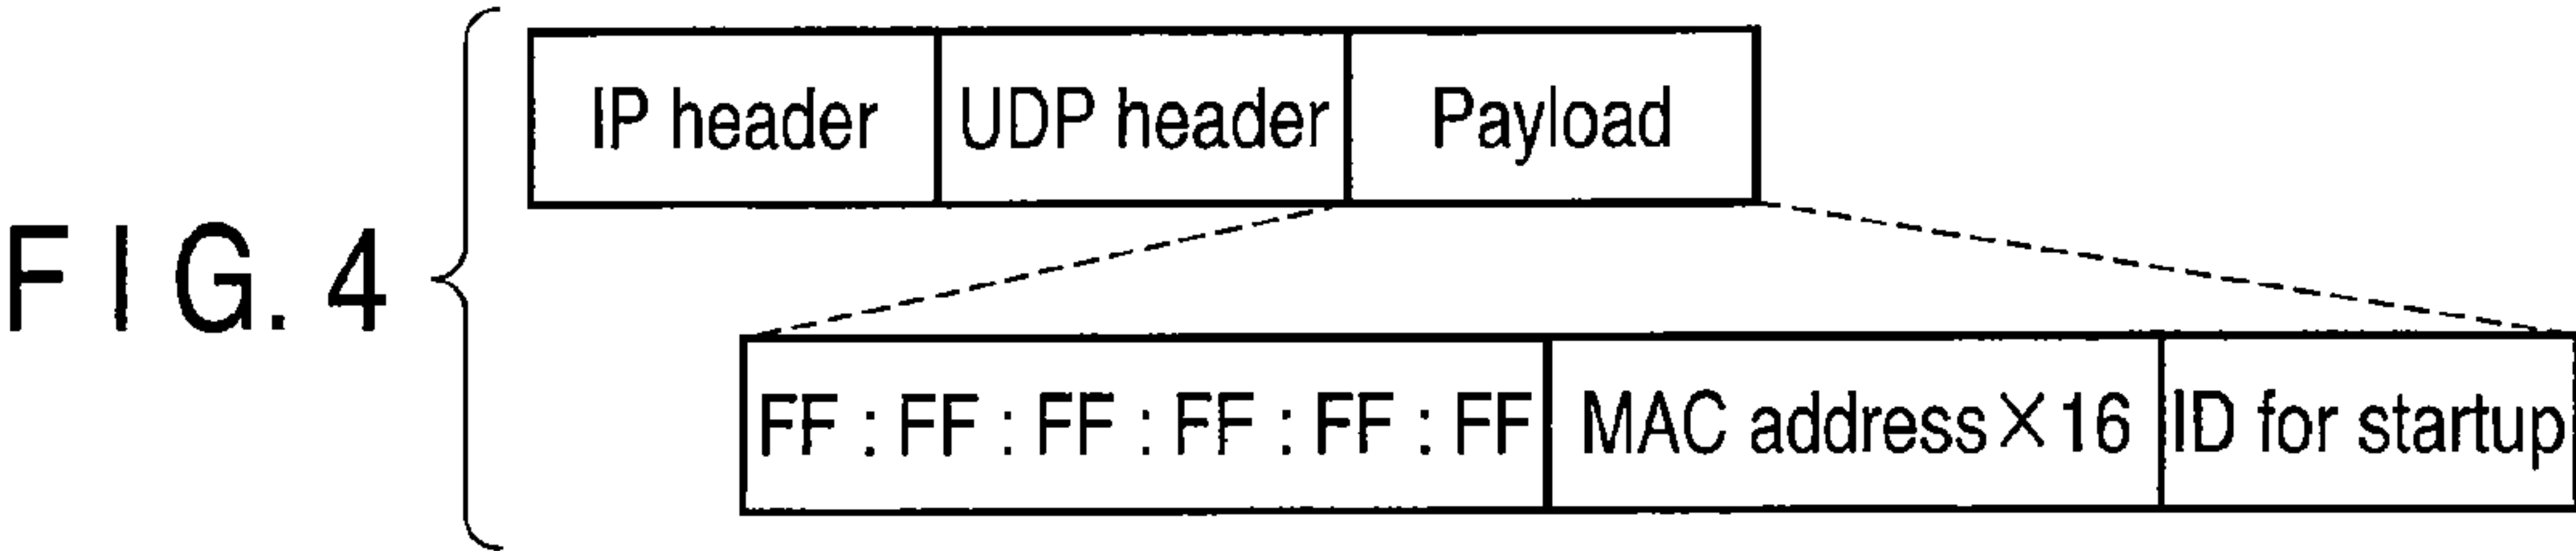 FIG. 4
IP header UDP header Payload
FF : FF : FF : FF : FF : FF MAC address×16 ID for startup